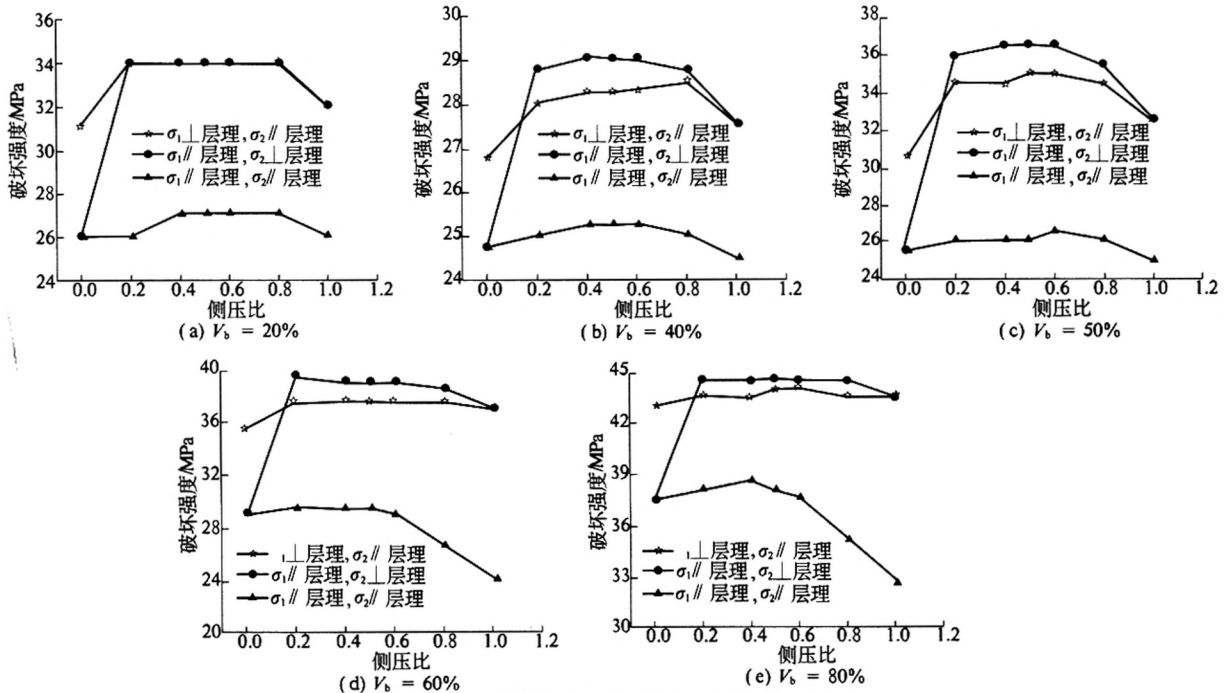 36
34
32
31
29
26
24
破坏强度/MPa
σ₁⊥层理,σ₂∥层理
σ₁∥层理,σ₂⊥层理
σ₁∥层理,σ₂∥层理
0.0 0.2 0.4 0.6 0.8 1.0 1.2
侧压比
(a) V_b = 20%
30
29
28
27
26
25
24
破坏强度/MPa
σ₁⊥层理,σ₂∥层理
σ₁∥层理,σ₂⊥层理
σ₁∥层理,σ₂∥层理
0.0 0.2 0.4 0.6 0.8 1.0 1.2
侧压比
(b) V_b = 40%
38
36
34
32
30
28
26
24
破坏强度/MPa
σ₁⊥层理,σ₂∥层理
σ₁∥层理,σ₂⊥层理
σ₁∥层理,σ₂∥层理
0.0 0.2 0.4 0.6 0.8 1.0 1.2
侧压比
(c) V_b = 50%
40
36
32
28
24
20
破坏强度/MPa
₁⊥层理,σ₂∥层理
σ₁∥层理,σ₂⊥层理
σ₁∥层理,σ₂∥层理
0.0 0.2 0.4 0.6 0.8 1.0 1.2
侧压比
(d) V_b = 60%
45
42
39
36
33
30
破坏强度/MPa
₁⊥层理,σ₂∥层理
σ₁∥层理,σ₂⊥层理
σ₁∥层理,σ₂∥层理
0.0 0.2 0.4 0.6 0.8 1.0 1.2
侧压比
(e) V_b = 80%